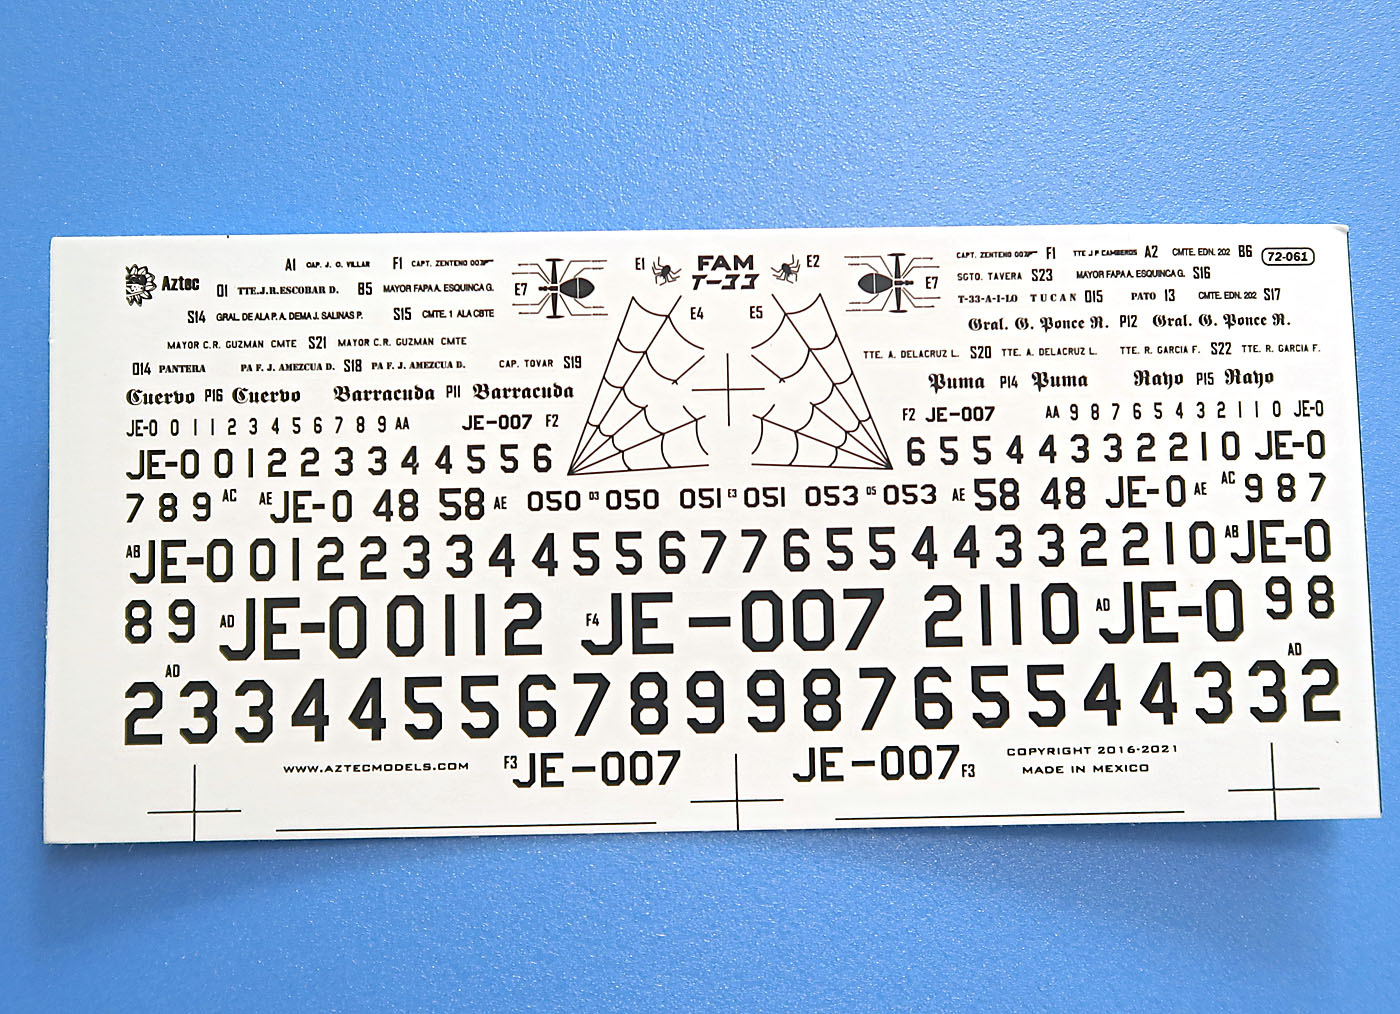 A1 CAP. J. O. VILLAR F1 CAPT. ZENTENO 007 E1 FAM E2 CAPT. ZENTENO 007 F1 TTE J P CAMBEROS A2 CMTE. EDN. 202 B6 72-061
Aztec O1 TTE.J.R.ESCOBAR D. B5 MAYOR FAPA A. ESQUINCA G. E7 T-33 E7 SGTO. TAVERA S23 MAYOR FAPA A. ESQUINCA G. S16
T-33-A-1-LO TUCAN O15 PATO 13 CMTE. EDN. 202 S17
S14 GRAL. DE ALA P. A. DEMA J. SALINAS P. S15 CMTE. 1 ALA CBTE E4 E5 Gral. G. Ponce R. P12 Gral. G. Ponce R.
MAYOR C.R. GUZMAN CMTE S21 MAYOR C.R. GUZMAN CMTE TTE. A. DELACRUZ L. S20 TTE. A. DELACRUZ L. TTE. R. GARCIA F. S22 TTE. R. GARCIA F.
O14 PANTERA PA F. J. AMEZCUA D. S18 PA F. J. AMEZCUA D. CAP. TOVAR S19
Cuervo P16 Cuervo Barracuda P11 Barracuda Puma P14 Puma Rayo P15 Rayo
JE-0 0 1 1 2 3 4 5 6 7 8 9 AA JE-007 F2 F2 JE-007 AA 9 8 7 6 5 4 3 2 1 1 0 JE-0
JE-0 0 1 2 2 3 3 4 4 5 5 6 6 5 5 4 4 3 3 2 2 1 0 JE-0
7 8 9 AC AE JE-0 48 58 AE 050 D3 050 051 E3 051 053 D5 053 AE 58 48 JE-0 AE AC 9 8 7
AB JE-0 0 1 2 2 3 3 4 4 5 5 6 7 7 6 5 5 4 4 3 3 2 2 1 0 AB JE-0
8 9 AD JE-0 0 1 1 2 F4 JE-007 2 1 1 0 AD JE-0 9 8
AD AD
2 3 3 4 4 5 5 6 7 8 9 9 8 7 6 5 5 4 4 3 3 2
WWW.AZTECMODELS.COM F3 JE-007 JE-007 F3 COPYRIGHT 2016-2021
MADE IN MEXICO